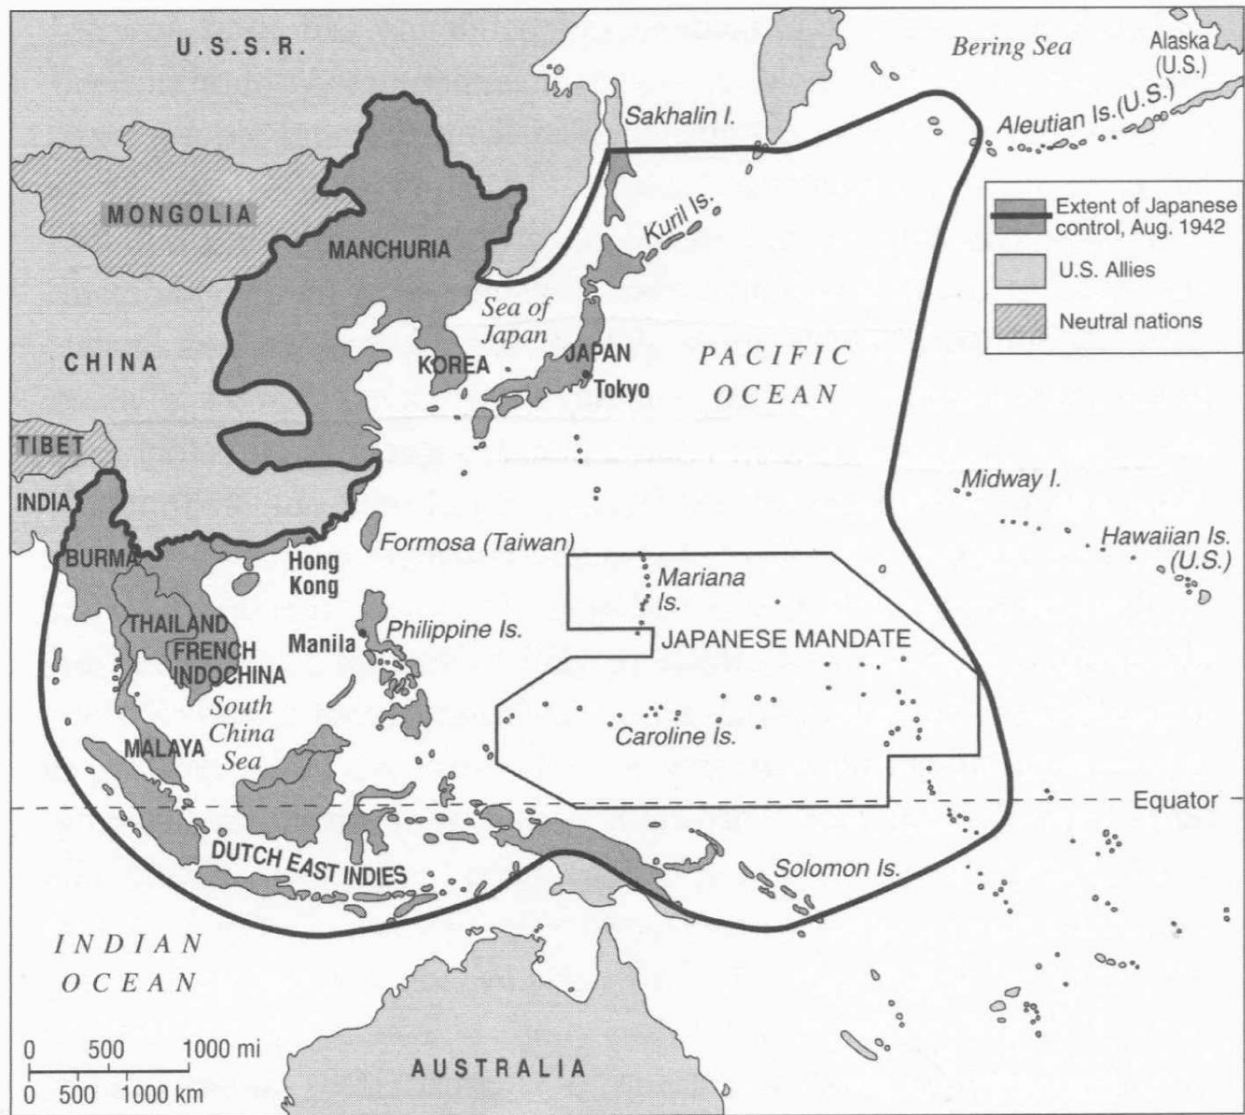 U.S.S.R.
Bering Sea
Alaska
(U.S.)
Sakhalin I.
Aleutian Is. (U.S.)
MONGOLIA
MANCHURIA
Kuril Is.
Extent of Japanese
control, Aug. 1942
U.S. Allies
Neutral nations
Sea of
Japan
CHINA
KOREA
JAPAN
Tokyo
PACIFIC
OCEAN
TIBET
INDIA
Midway I.
BURMA
Hong
Kong
Formosa (Taiwan)
Hawaiian Is.
(U.S.)
Mariana
Is.
THAILAND
Manila
Philippine Is.
JAPANESE MANDATE
FRENCH
INDOCHINA
South
China
Sea
MALAYA
Caroline Is.
Equator
DUTCH EAST INDIES
Solomon Is.
INDIAN
OCEAN
0 500 1000 mi
0 500 1000 km
AUSTRALIA